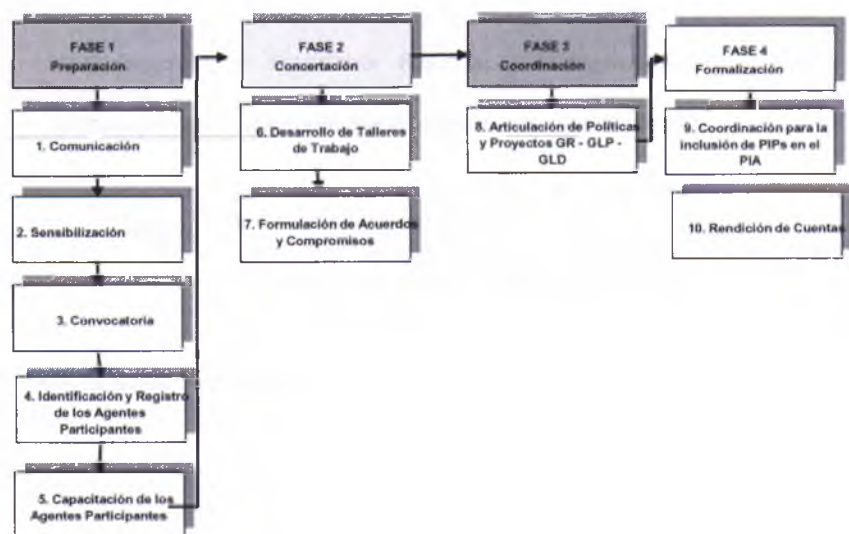 FASE 1
Preparación
1. Comunicación
2. Sensibilización
3. Convocatoria
4. Identificación y Registro
de los Agentes
Participantes
5. Capacitación de los
Agentes Participantes
FASE 2
Concertación
6. Desarrollo de Talleres
de Trabajo
7. Formulación de Acuerdos
y Compromisos
FASE 3
Coordinación
8. Articulación de Políticas
y Proyectos GR - GLP -
GLD
FASE 4
Formalización
9. Coordinación para la
inclusión de PIPs en el
PIA
10. Rendición de Cuentas